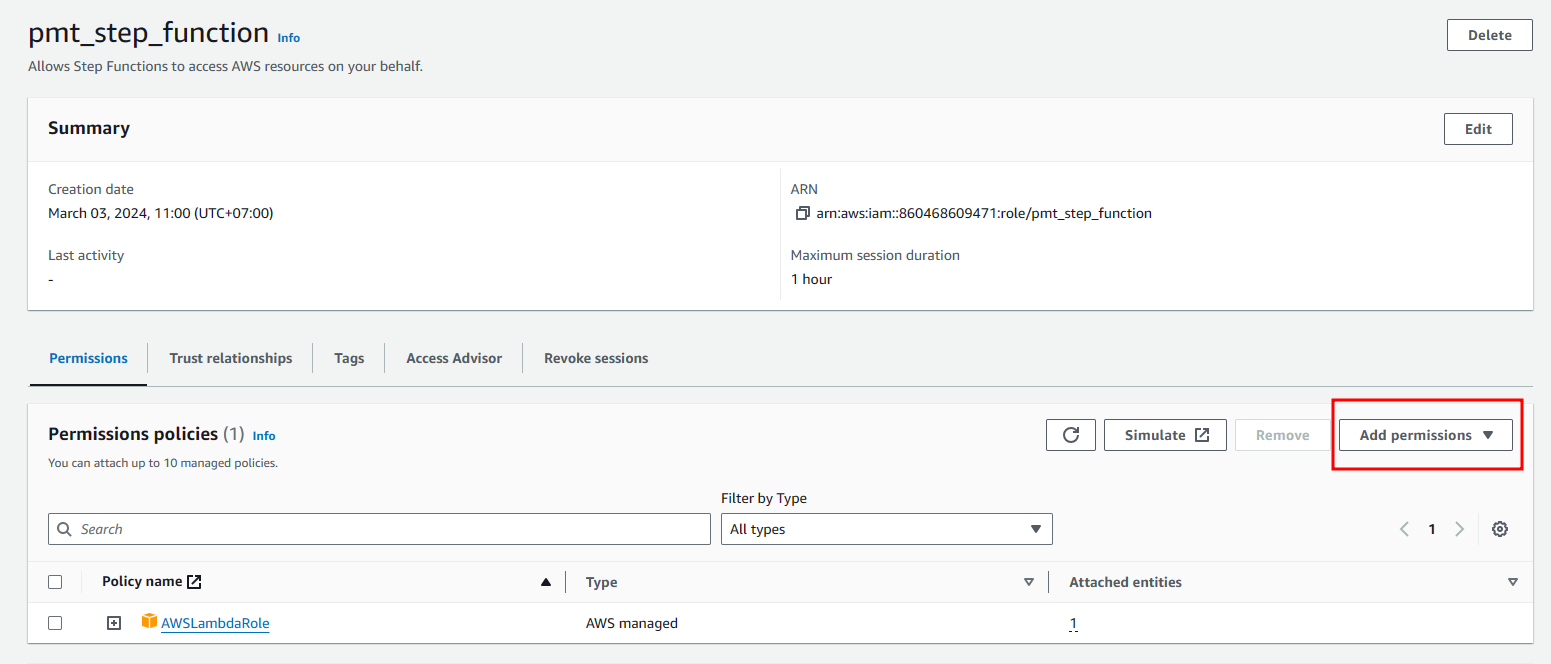 pmt_step_function Info
Delete
Allows Step Functions to access AWS resources on your behalf.
Summary
Edit
Creation date
March 03, 2024, 11:00 (UTC+07:00)
ARN
arn:aws:iam::860468609471:role/pmt_step_function
Last activity
-
Maximum session duration
1 hour
Permissions
Trust relationships
Tags
Access Advisor
Revoke sessions
Permissions policies (1) Info
You can attach up to 10 managed policies.
Simulate
Remove
Add permissions
Filter by Type
Search
All types
1
Policy name
Type
Attached entities
AWSLambdaRole
AWS managed
1